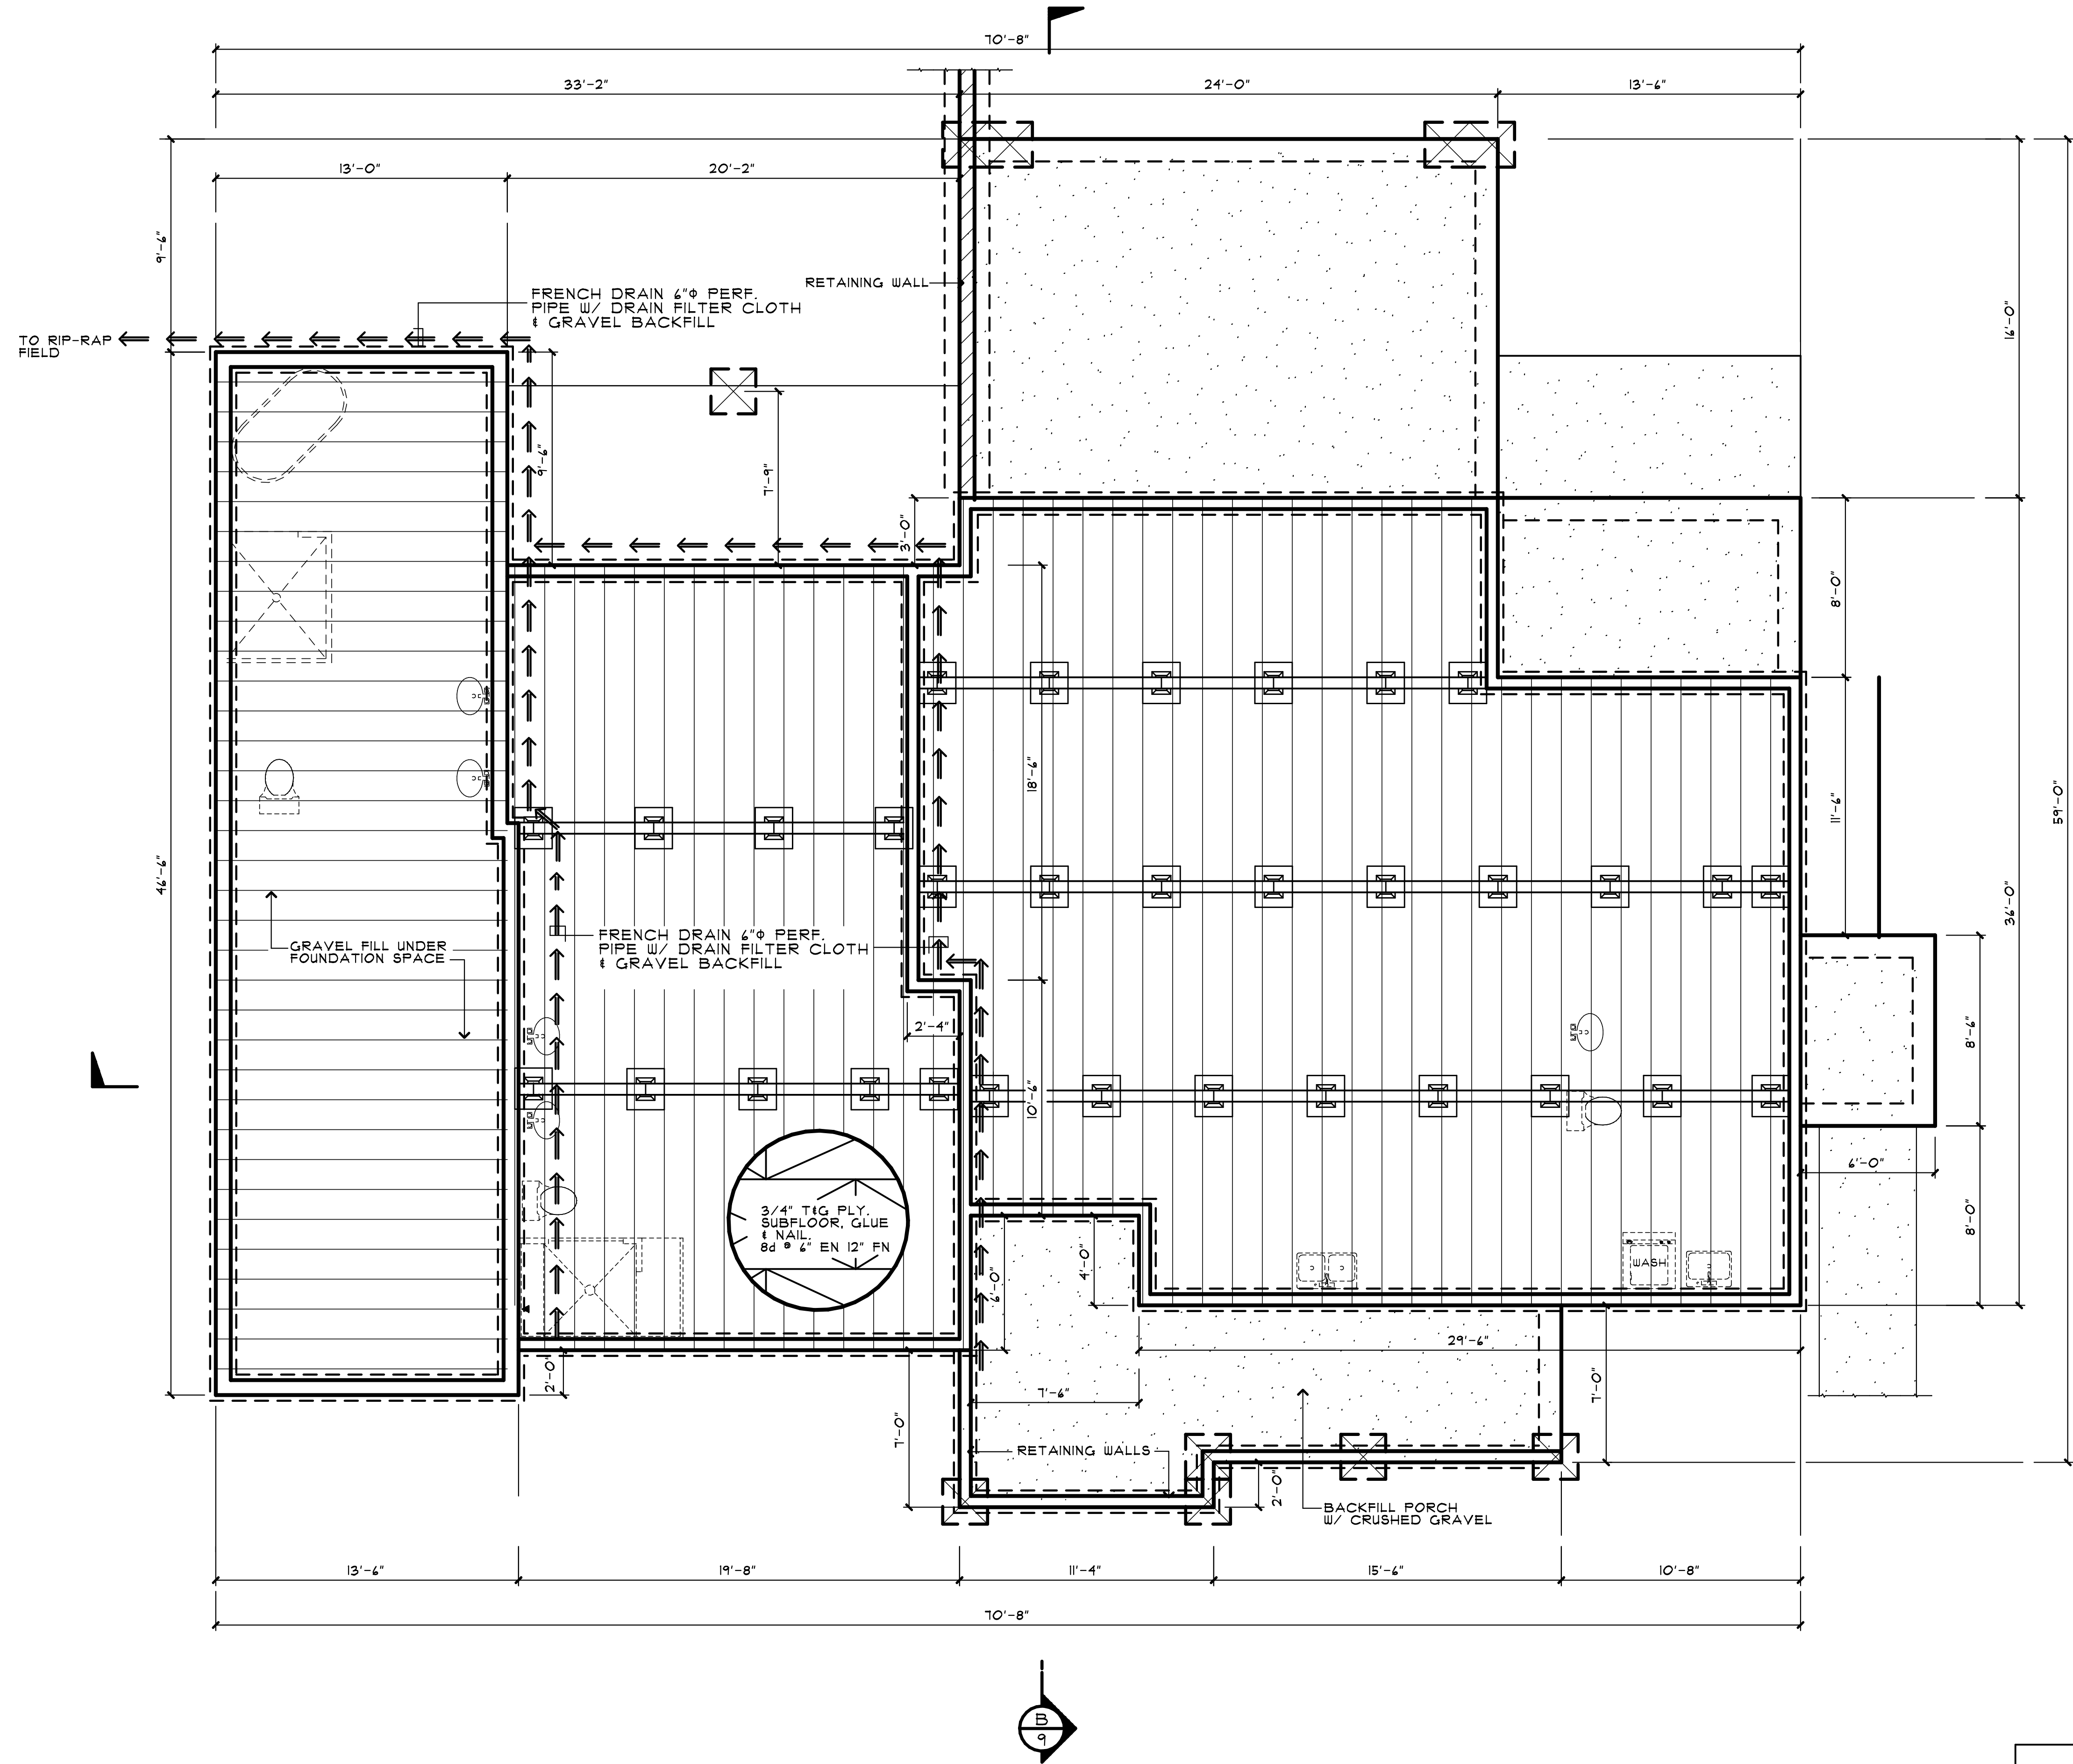 70'-8"
33'-2"
24'-0"
13'-6"
13'-0"
20'-2"
9'-6"
FRENCH DRAIN 6"Φ PERF.
PIPE W/ DRAIN FILTER CLOTH
& GRAVEL BACKFILL
RETAINING WALL
TO RIP-RAP
FIELD
16'-0"
9'-6"
7'-9"
3'-0"
8'-0"
18'-6"
11'-6"
59'-0"
46'-6"
36'-0"
GRAVEL FILL UNDER
FOUNDATION SPACE
FRENCH DRAIN 6"Φ PERF.
PIPE W/ DRAIN FILTER CLOTH
& GRAVEL BACKFILL
2'-4"
8'-6"
10'-6"
6'-0"
3/4" T&G PLY.
SUBFLOOR, GLUE
& NAIL.
8d @ 6" EN 12" FN
8'-0"
4'-0"
6'-0"
WASH
29'-6"
2'-0"
7'-6"
7'-0"
7'-0"
RETAINING WALLS
2'-0"
BACKFILL PORCH
W/ CRUSHED GRAVEL
13'-6"
19'-8"
11'-4"
15'-6"
10'-8"
70'-8"
B
9